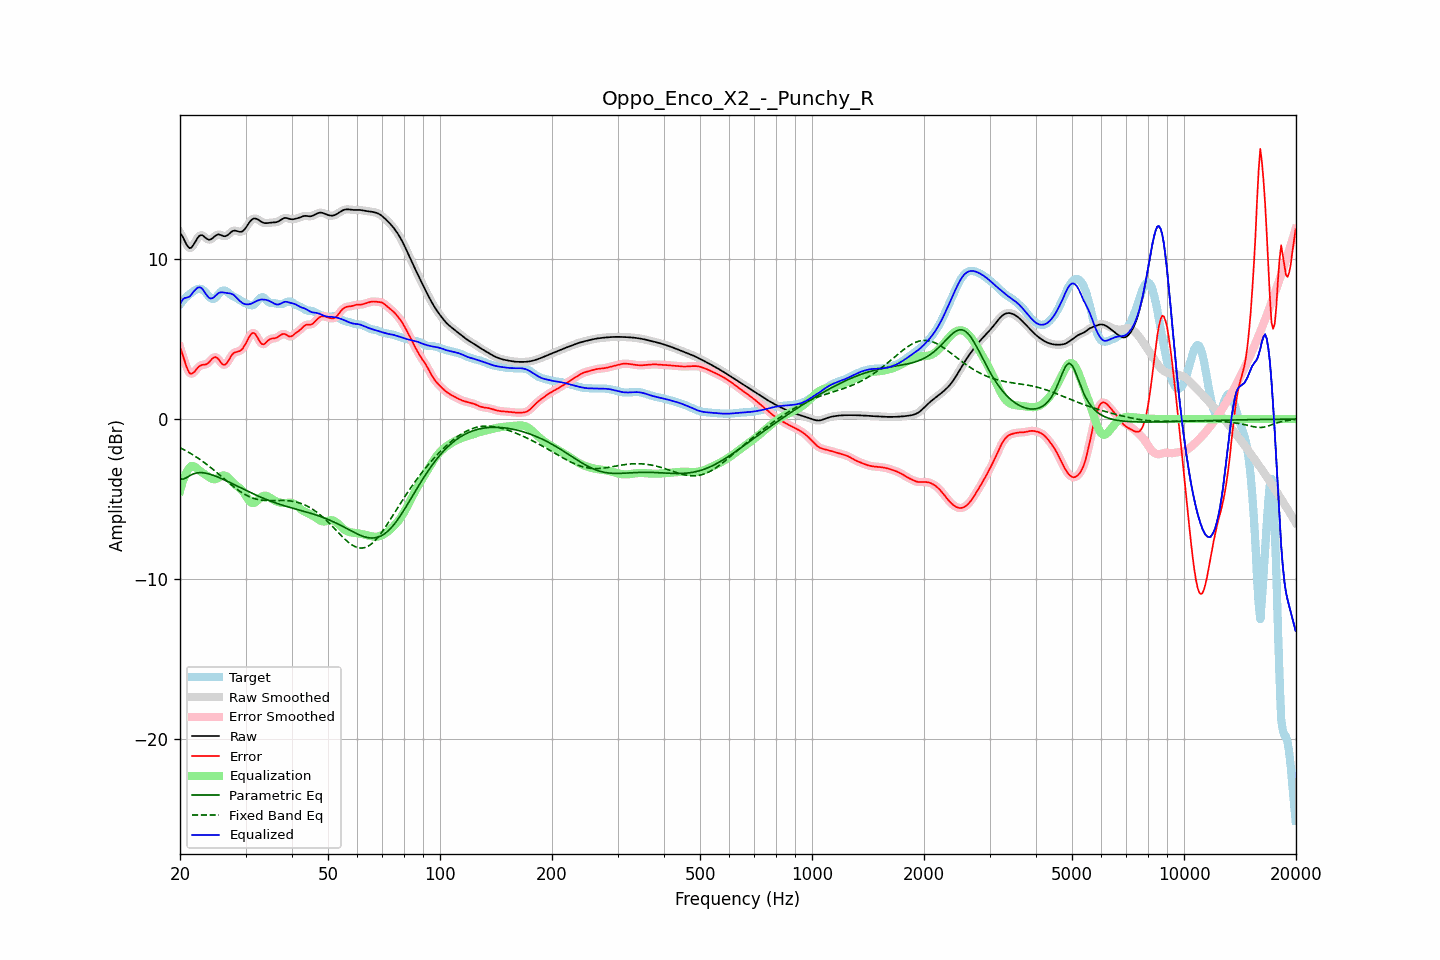 Oppo_Enco_X2_-_Punchy_R
Amplitude (dBr)
10
0
−10
−20
Target
Raw Smoothed
Error Smoothed
Raw
Error
Equalization
Parametric Eq
Fixed Band Eq
Equalized
20 50 100 200 500 1000 2000 5000 10000 20000
Frequency (Hz)